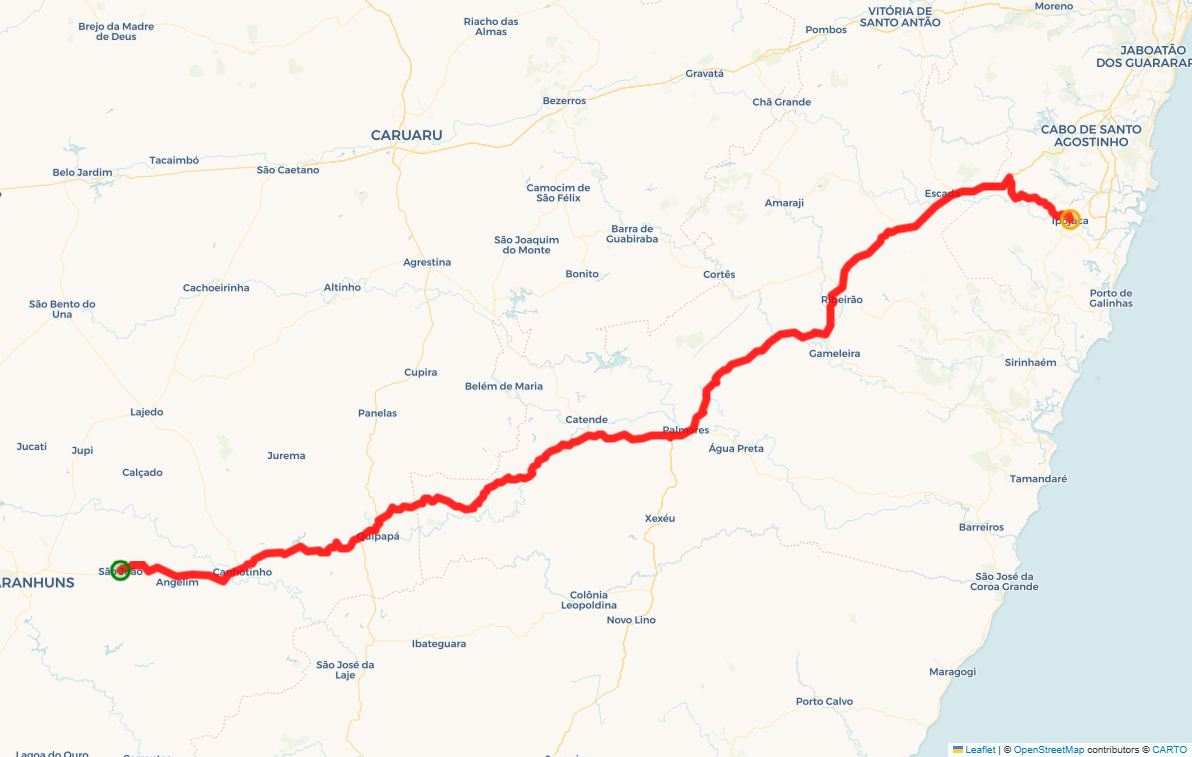 Moreno
VITÓRIA DE
SANTO ANTÃO
Riacho das
Almas
Brejo da Madre
de Deus
Pombos
JABOATÃO
DOS GUARARAP
Gravatá
Bezerros
Chã Grande
CARUARU
CABO DE SANTO
AGOSTINHO
Tacaimbó
Belo Jardim
São Caetano
Camocim de
São Félix
Escada
Amaraji
Ipojuca
Barra de
Guabiraba
São Joaquim
do Monte
Agrestina
Bonito
Cortês
Cachoeirinha
Altinho
Porto de
Galinhas
São Bento do
Una
Ribeirão
Gameleira
Sirinhaém
Cupira
Belém de Maria
Lajedo
Panelas
Catende
Palmares
Jucati
Jupi
Água Preta
Jurema
Calçado
Tamandaré
Xexéu
Barreiros
Quipapá
São João
Canhotinho
ARANHUNS
Angelim
São José da
Coroa Grande
Colônia
Leopoldina
Novo Lino
Ibateguara
São José da
Laje
Maragogi
Porto Calvo
Lagoa do Ouro
Leaflet | © OpenStreetMap contributors © CARTO